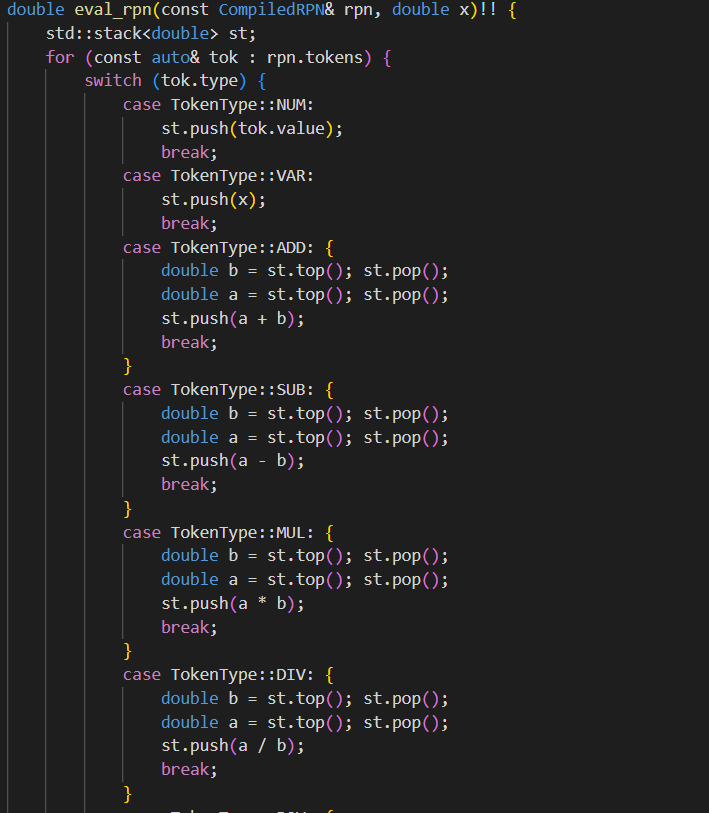 double eval_rpn(const CompiledRPN& rpn, double x)!! {
    std::stack<double> st;
    for (const auto& tok : rpn.tokens) {
        switch (tok.type) {
            case TokenType::NUM:
                st.push(tok.value);
                break;
            case TokenType::VAR:
                st.push(x);
                break;
            case TokenType::ADD: {
                double b = st.top(); st.pop();
                double a = st.top(); st.pop();
                st.push(a + b);
                break;
            }
            case TokenType::SUB: {
                double b = st.top(); st.pop();
                double a = st.top(); st.pop();
                st.push(a - b);
                break;
            }
            case TokenType::MUL: {
                double b = st.top(); st.pop();
                double a = st.top(); st.pop();
                st.push(a * b);
                break;
            }
            case TokenType::DIV: {
                double b = st.top(); st.pop();
                double a = st.top(); st.pop();
                st.push(a / b);
                break;
            }